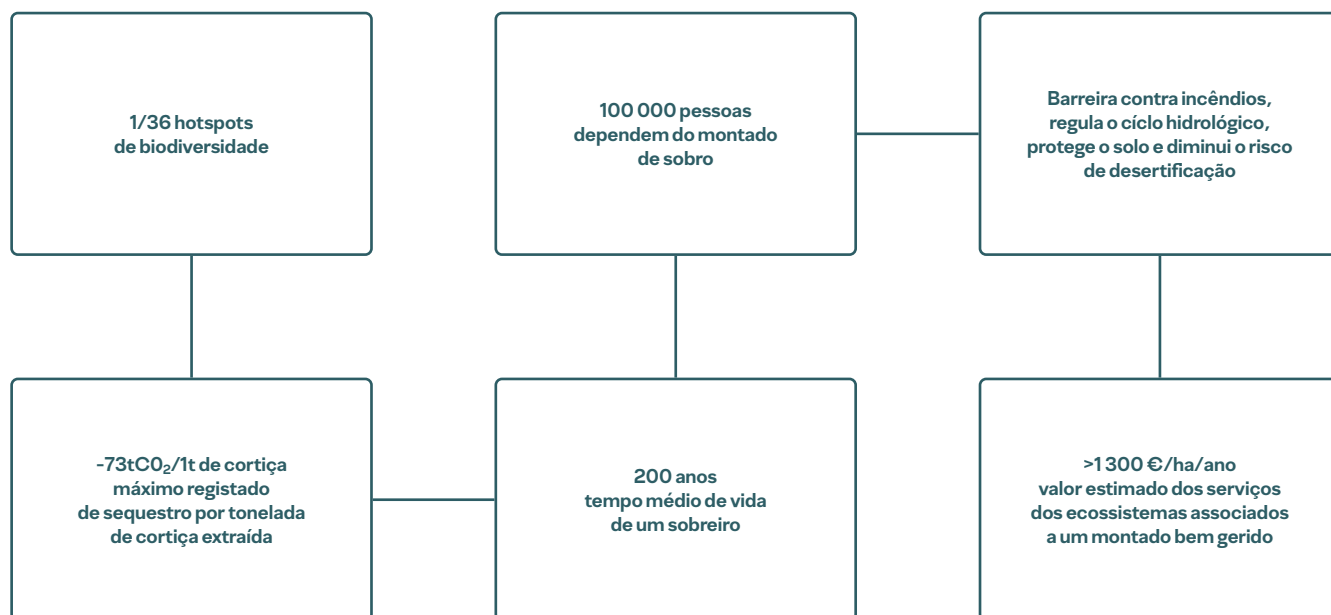 1/36 hotspots
de biodiversidade
100 000 pessoas
dependem do montado
de sobro
Barreira contra incêndios,
regula o cíclo hidrológico,
protege o solo e diminui o risco
de desertificação
-73tC0₂/1t de cortiça
máximo registado
de sequestro por tonelada
de cortiça extraída
200 anos
tempo médio de vida
de um sobreiro
>1 300 €/ha/ano
valor estimado dos serviços
dos ecossistemas associados
a um montado bem gerido